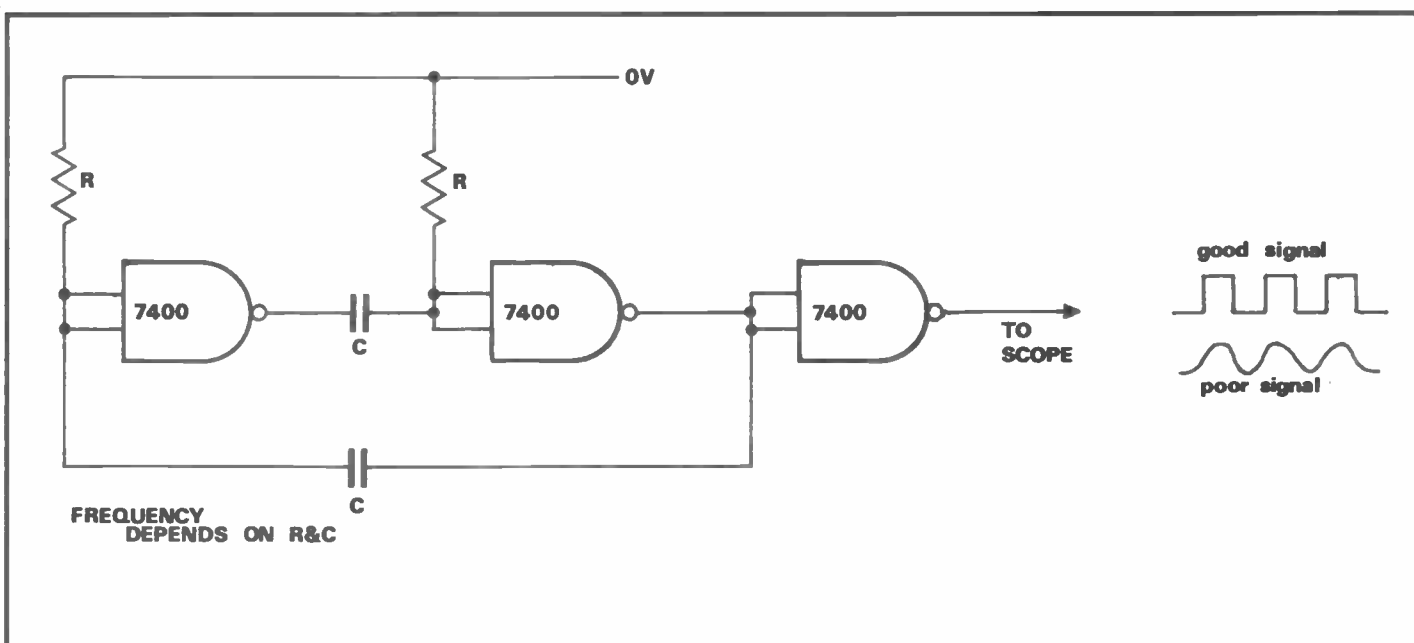 0V
R
R
7400
7400
7400
C
TO
SCOPE
good signal
poor signal
C
FREQUENCY
DEPENDS ON R&C